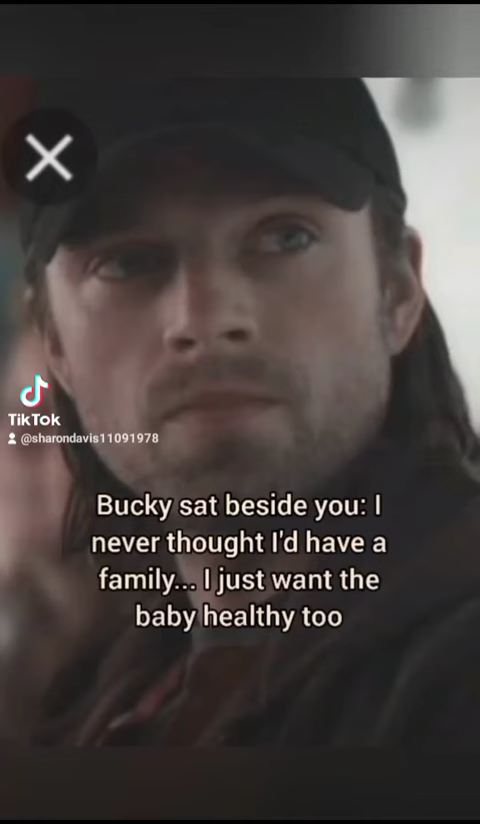 TikTok
@sharondavis11091978
Bucky sat beside you: I
never thought I'd have a
family... I just want the
baby healthy too